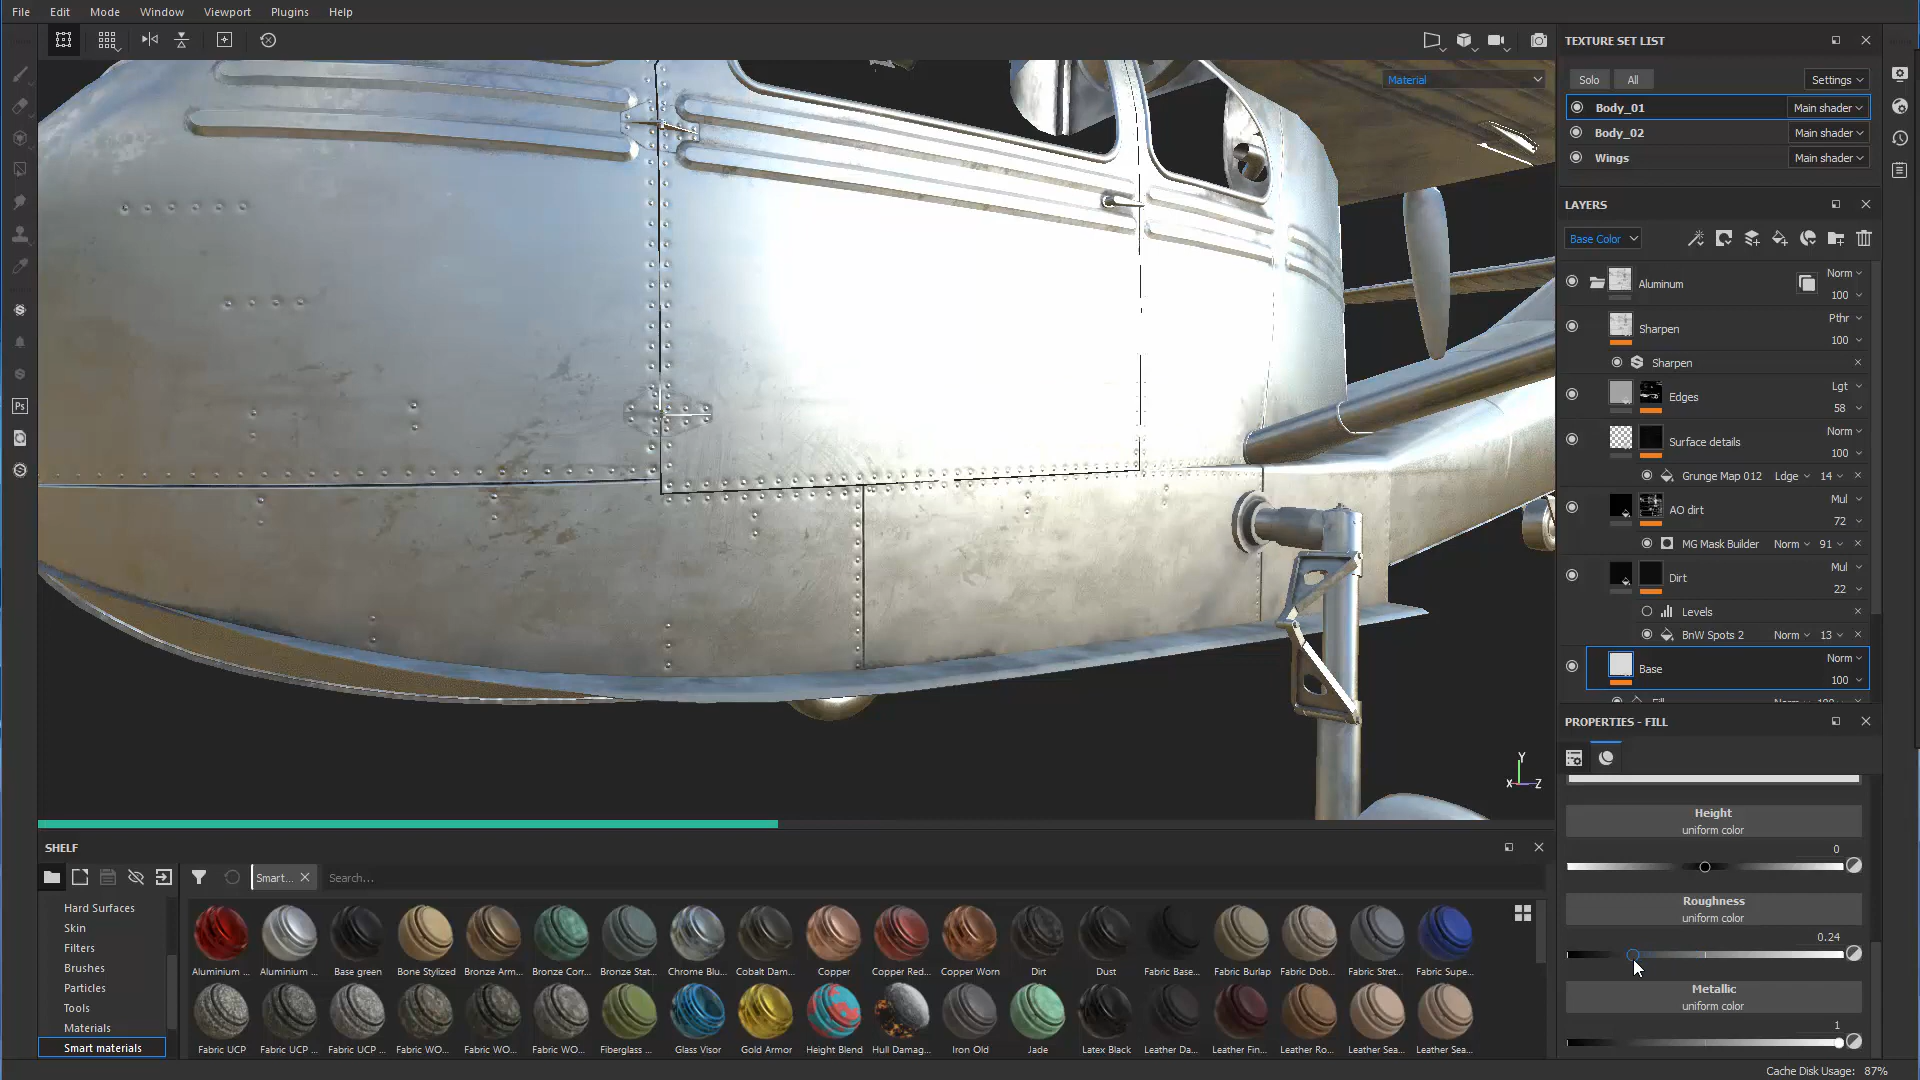 File Edit Mode Window Viewport Plugins Help
Material
TEXTURE SET LIST
Solo All Settings
Body_01 Main shader
Body_02 Main shader
Wings Main shader
LAYERS
Base Color
Aluminum Norm 100
Sharpen Pthr 100
Sharpen
Edges Lgt 58
Surface details Norm 100
Grunge Map 012 Ldge 14
AO dirt Mul 72
MG Mask Builder Norm 91
Dirt Mul 22
Levels
BnW Spots 2 Norm 13
Base Norm 100
PROPERTIES - FILL
Height
uniform color
0
Roughness
uniform color
0.24
Metallic
uniform color
1
Y
X Z
Ps
SHELF
Smart... Search...
Hard Surfaces
Skin
Filters
Brushes
Particles
Tools
Materials
Smart materials
Aluminium ... Aluminium ... Base green Bone Stylized Bronze Arm... Bronze Corr... Bronze Stat... Chrome Blu... Cobalt Dam... Copper Copper Red... Copper Worn Dirt Dust Fabric Base... Fabric Burlap Fabric Dob... Fabric Stret... Fabric Supe...
Fabric UCP Fabric UCP ... Fabric UCP ... Fabric WO... Fabric WO... Fabric WO... Fiberglass ... Glass Visor Gold Armor Height Blend Hull Damag... Iron Old Jade Latex Black Leather Da... Leather Fin... Leather Ro... Leather Sea... Leather Sea...
Cache Disk Usage: 87%